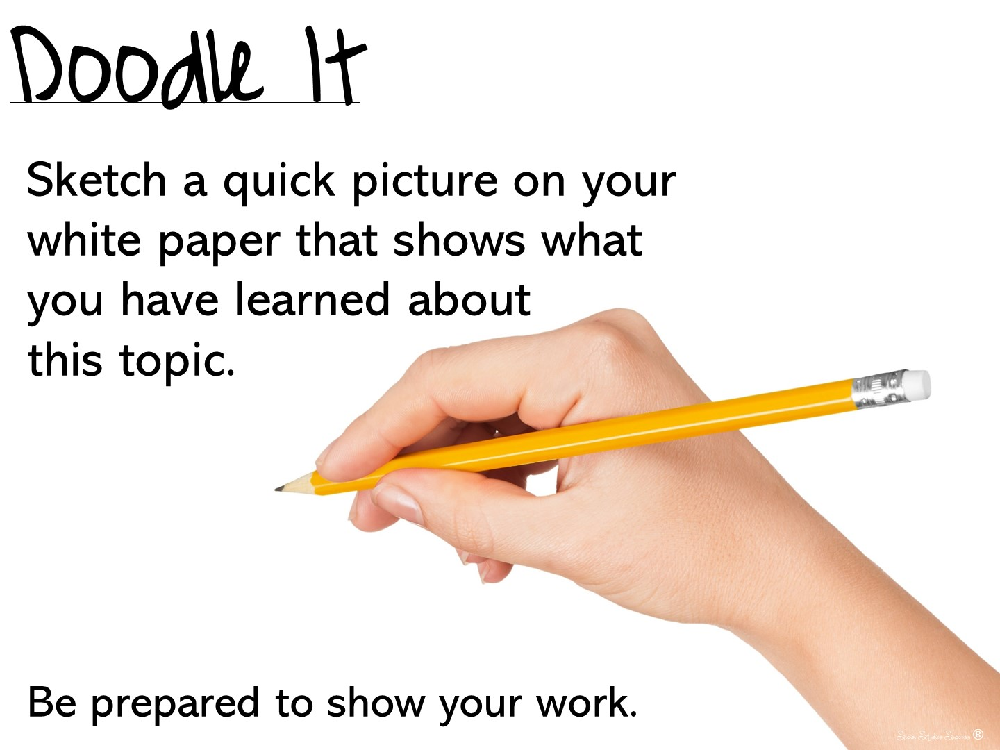 Doodle It
Sketch a quick picture on your
white paper that shows what
you have learned about
this topic.
Be prepared to show your work.
®